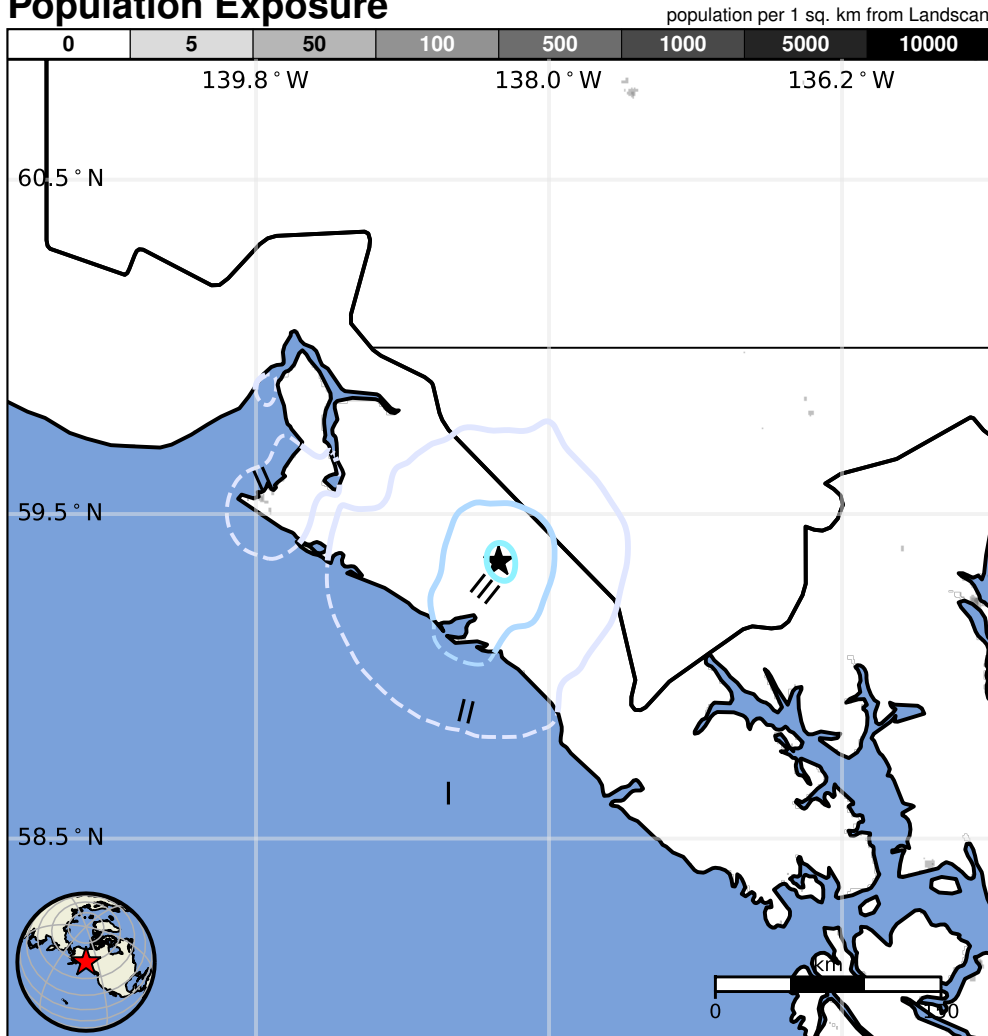 Population Exposure
population per 1 sq. km from Landscan
0 5 50 100 500 1000 5000 10000
139.8°W 138.0°W 136.2°W
60.5°N
II
59.5°N
III
II
I
58.5°N
km
0